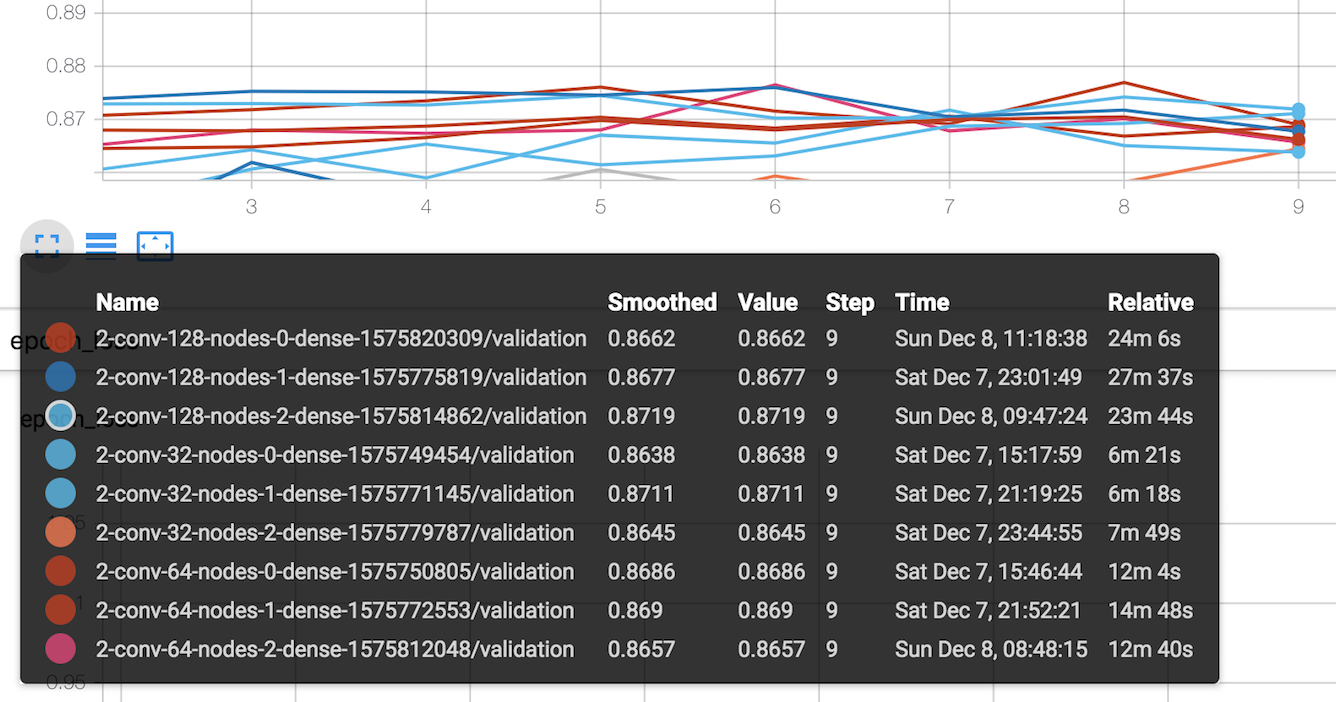 0.89
0.88
0.87
3 4 5 6 7 8 9
Name Smoothed Value Step Time Relative
2-conv-128-nodes-0-dense-1575820309/validation 0.8662 0.8662 9 Sun Dec 8, 11:18:38 24m 6s
2-conv-128-nodes-1-dense-1575775819/validation 0.8677 0.8677 9 Sat Dec 7, 23:01:49 27m 37s
2-conv-128-nodes-2-dense-1575814862/validation 0.8719 0.8719 9 Sun Dec 8, 09:47:24 23m 44s
2-conv-32-nodes-0-dense-1575749454/validation 0.8638 0.8638 9 Sat Dec 7, 15:17:59 6m 21s
2-conv-32-nodes-1-dense-1575771145/validation 0.8711 0.8711 9 Sat Dec 7, 21:19:25 6m 18s
2-conv-32-nodes-2-dense-1575779787/validation 0.8645 0.8645 9 Sat Dec 7, 23:44:55 7m 49s
2-conv-64-nodes-0-dense-1575750805/validation 0.8686 0.8686 9 Sat Dec 7, 15:46:44 12m 4s
2-conv-64-nodes-1-dense-1575772553/validation 0.869 0.869 9 Sat Dec 7, 21:52:21 14m 48s
2-conv-64-nodes-2-dense-1575812048/validation 0.8657 0.8657 9 Sun Dec 8, 08:48:15 12m 40s
0.95